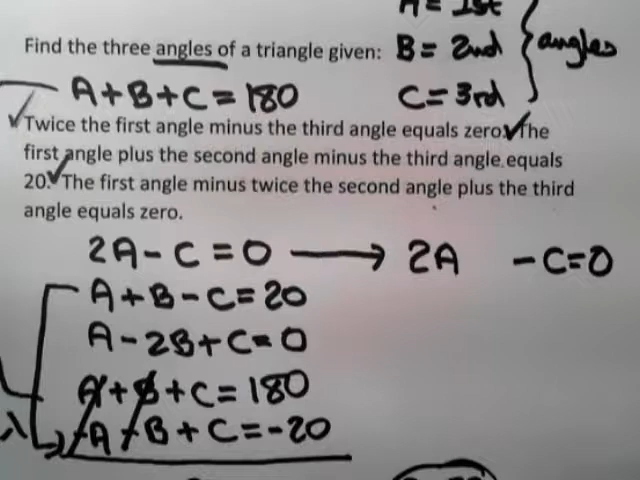 A = 1st
Find the three angles of a triangle given: B = 2nd } angles
A+B+C=180 C=3rd
Twice the first angle minus the third angle equals zero. The
first angle plus the second angle minus the third angle equals
20. The first angle minus twice the second angle plus the third
angle equals zero.
2A-C=0 → 2A -C=0
A+B-C=20
A-2B+C=0
A+B+C=180
-A-B+C=-20